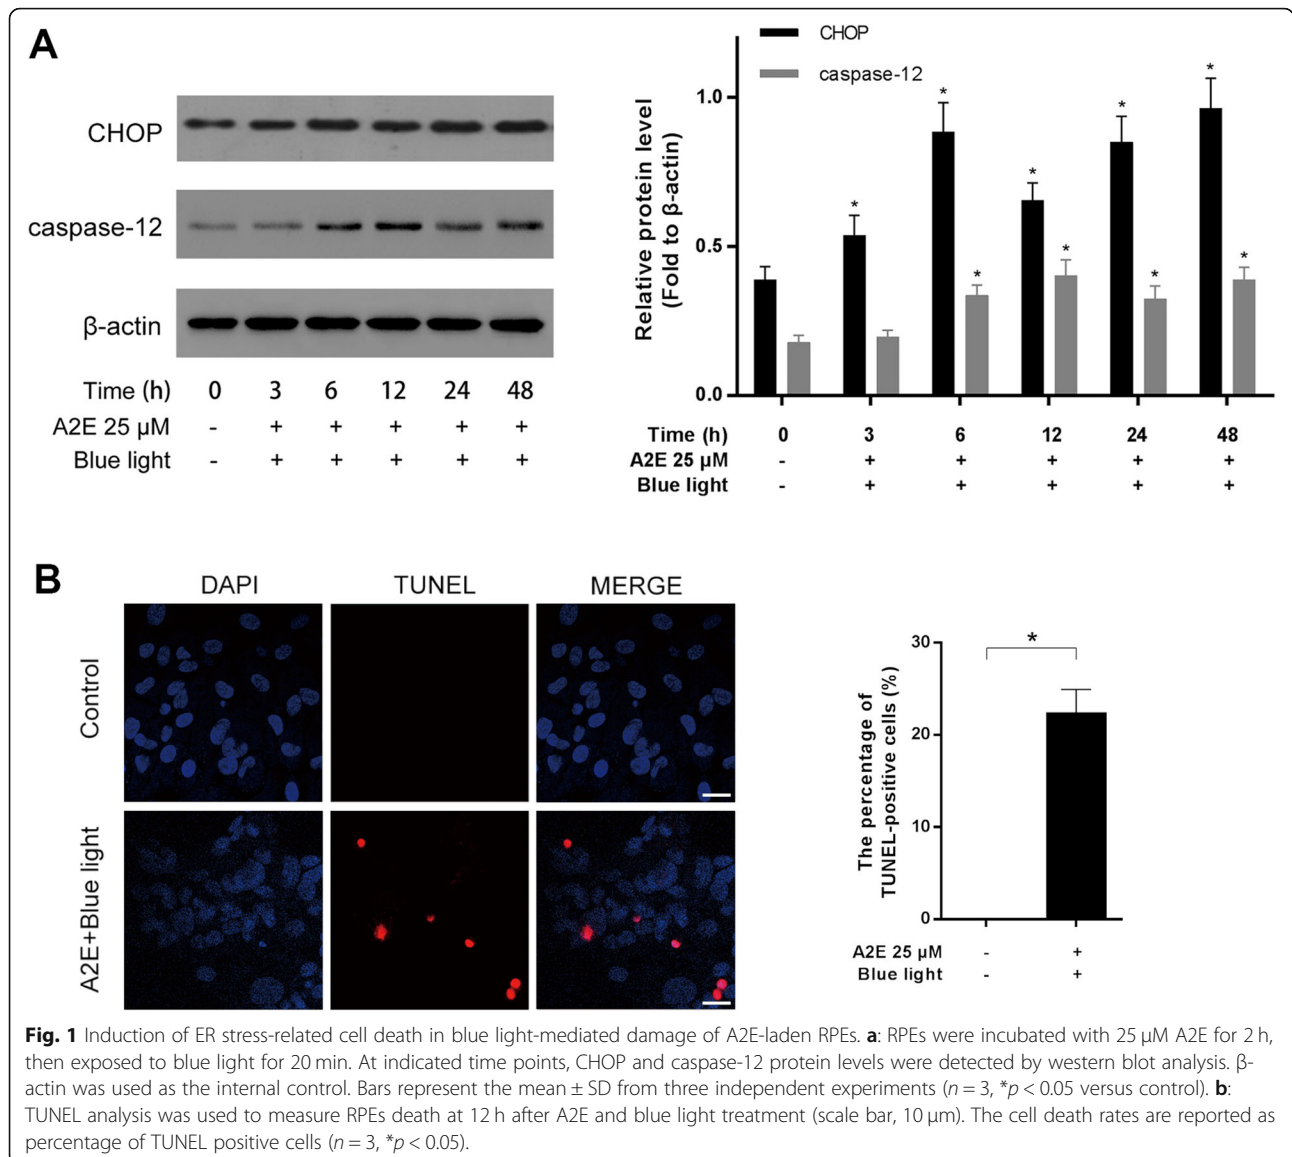 A
CHOP
caspase-12
β-actin
Time (h) 0 3 6 12 24 48
A2E 25 μM - + + + + +
Blue light - + + + + +
CHOP
caspase-12
Relative protein level
(Fold to β-actin)
1.0
0.5
0.0
* * * * * * * * *
Time (h) 0 3 6 12 24 48
A2E 25 μM - + + + + +
Blue light - + + + + +
B
DAPI TUNEL MERGE
Control
A2E+Blue light
The percentage of
TUNEL-positive cells (%)
30
20
10
0
*
A2E 25 μM - +
Blue light - +
Fig. 1 Induction of ER stress-related cell death in blue light-mediated damage of A2E-laden RPEs. a: RPEs were incubated with 25 μM A2E for 2 h,
then exposed to blue light for 20 min. At indicated time points, CHOP and caspase-12 protein levels were detected by western blot analysis. β-
actin was used as the internal control. Bars represent the mean ± SD from three independent experiments (n = 3, *p < 0.05 versus control). b:
TUNEL analysis was used to measure RPEs death at 12 h after A2E and blue light treatment (scale bar, 10 μm). The cell death rates are reported as
percentage of TUNEL positive cells (n = 3, *p < 0.05).